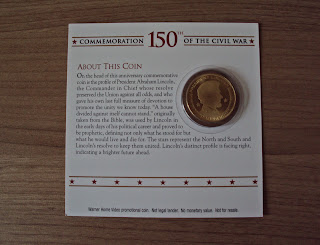 COMMEMORATION 150TH OF THE CIVIL WAR
ABOUT THIS COIN
On the head of this anniversary commemorative
coin is the profile of President Abraham Lincoln,
the Commander in Chief whose resolve
preserved the Union against all odds, and who
gave his own last full measure of devotion to
promote the unity we know today. "A house
divided against itself cannot stand," originally
taken from the Bible, was used by Lincoln in
the early days of his political career and proved to
be prophetic, defining not only what he stood for but
what he would live and die for. The stars represent the North and South and
Lincoln's resolve to keep them united. Lincoln's distinct profile is facing right,
indicating a brighter future ahead.
Warner Home Video promotional coin. Not legal tender. No monetary value. Not for resale.